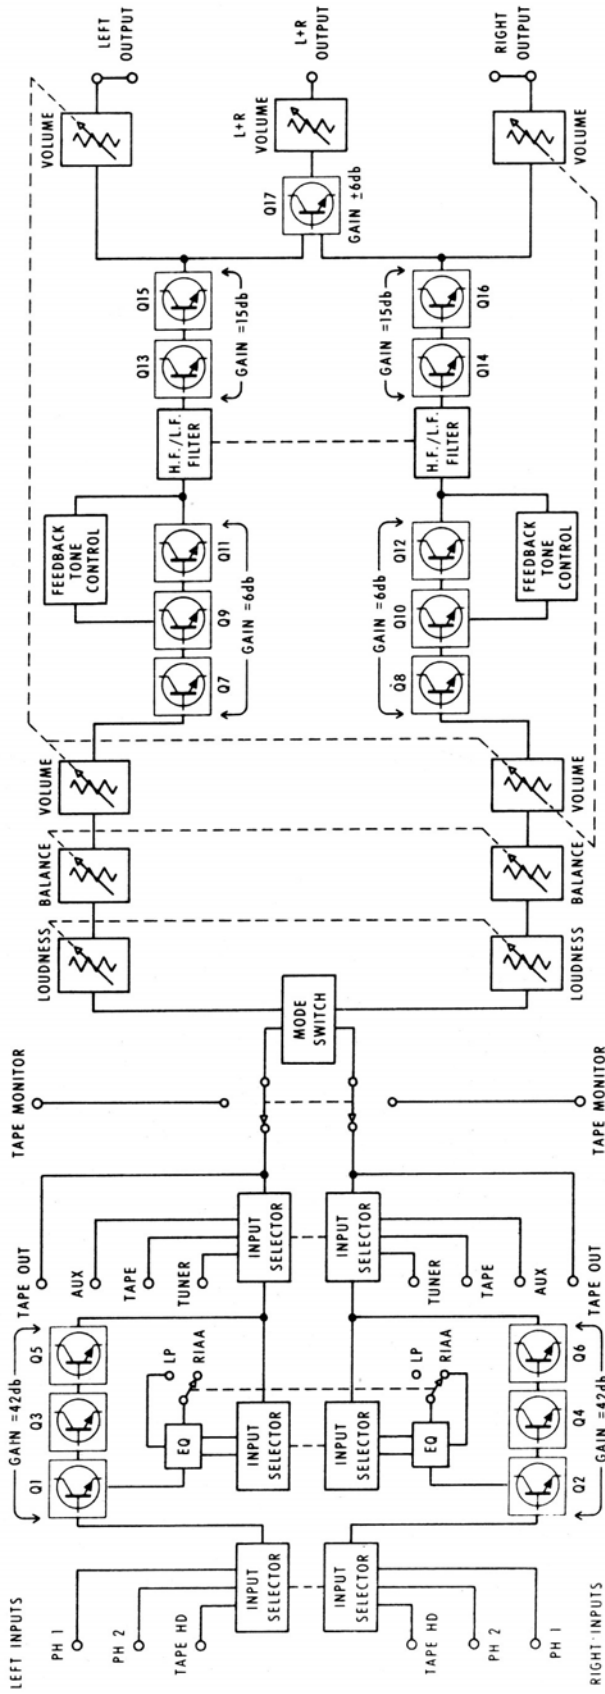 LEFT INPUTS
PH 1
PH 2
TAPE HD
INPUT
SELECTOR
GAIN =42db
Q1
Q3
Q5
EQ
LP
RIAA
INPUT
SELECTOR
TAPE OUT
AUX
TAPE
TUNER
INPUT
SELECTOR
TAPE MONITOR
MODE
SWITCH
LOUDNESS
BALANCE
VOLUME
FEEDBACK
TONE
CONTROL
Q7
Q9
Q11
GAIN =6db
H.F./L.F.
FILTER
Q13
Q15
GAIN =15db
VOLUME
LEFT
OUTPUT
Q17
GAIN ±6db
L+R
VOLUME
L+R
OUTPUT
INPUT
SELECTOR
TAPE HD
PH 2
PH 1
RIGHT INPUTS
INPUT
SELECTOR
EQ
LP
RIAA
Q2
Q4
Q6
GAIN =42db
INPUT
SELECTOR
TUNER
TAPE
AUX
TAPE OUT
TAPE MONITOR
LOUDNESS
BALANCE
VOLUME
GAIN =6db
Q8
Q10
Q12
FEEDBACK
TONE
CONTROL
H.F./L.F.
FILTER
GAIN =15db
Q14
Q16
VOLUME
RIGHT
OUTPUT